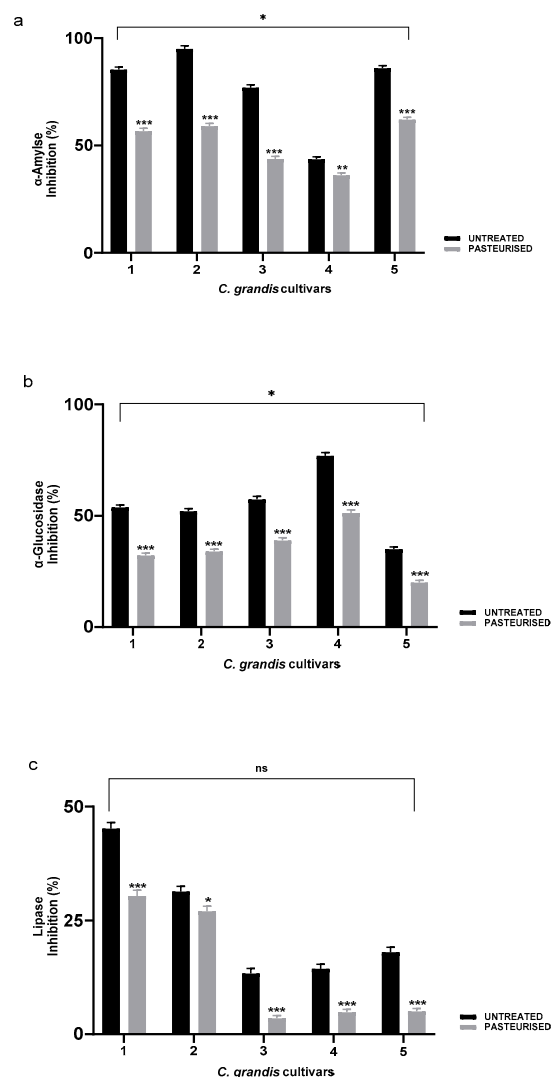 a
*
100
50
0
α-Amylse
Inhibition (%)
*** *** *** ** ***
1 2 3 4 5
C. grandis cultivars
UNTREATED
PASTEURISED
b
*
100
50
0
α-Glucosidase
Inhibition (%)
*** *** *** *** ***
1 2 3 4 5
C. grandis cultivars
UNTREATED
PASTEURISED
c
ns
50
25
0
Lipase
Inhibition (%)
*** * *** *** ***
1 2 3 4 5
C. grandis cultivars
UNTREATED
PASTEURISED